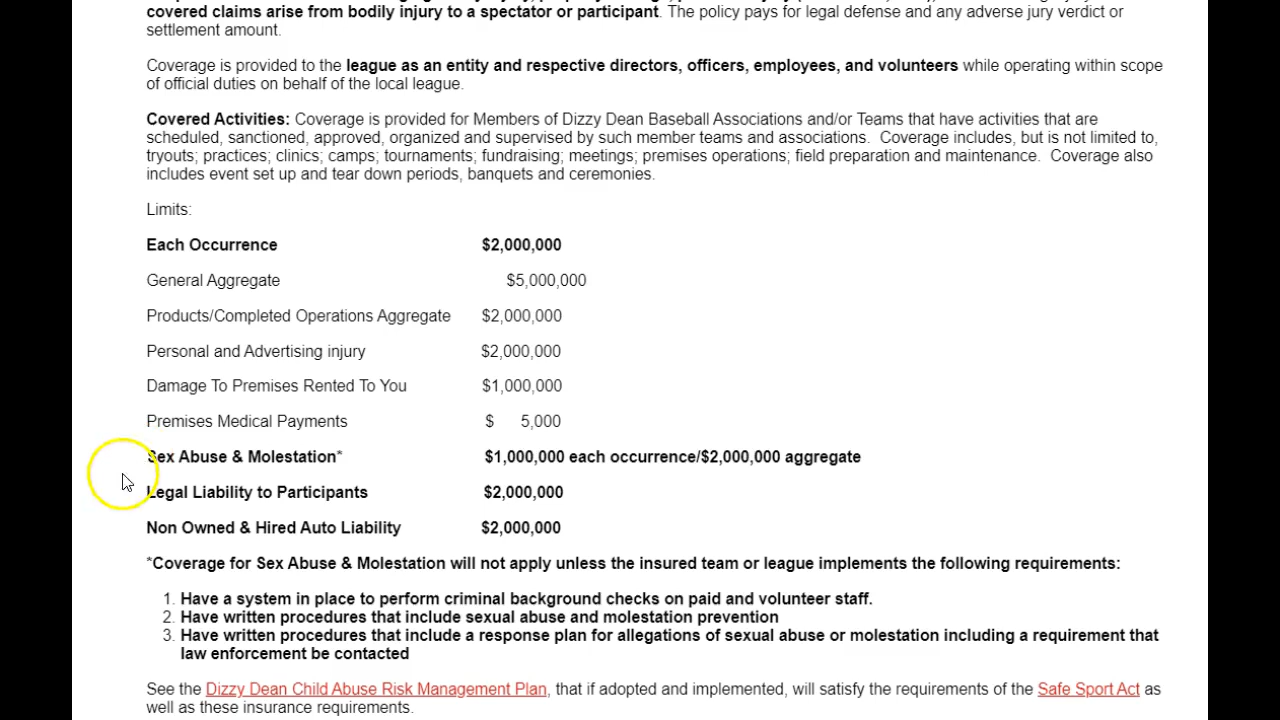 covered claims arise from bodily injury to a spectator or participant. The policy pays for legal defense and any adverse jury verdict or
settlement amount.
Coverage is provided to the league as an entity and respective directors, officers, employees, and volunteers while operating within scope
of official duties on behalf of the local league.
Covered Activities: Coverage is provided for Members of Dizzy Dean Baseball Associations and/or Teams that have activities that are
scheduled, sanctioned, approved, organized and supervised by such member teams and associations. Coverage includes, but is not limited to,
tryouts; practices; clinics; camps; tournaments; fundraising; meetings; premises operations; field preparation and maintenance. Coverage also
includes event set up and tear down periods, banquets and ceremonies.
Limits:
Each Occurrence $2,000,000
General Aggregate $5,000,000
Products/Completed Operations Aggregate $2,000,000
Personal and Advertising injury $2,000,000
Damage To Premises Rented To You $1,000,000
Premises Medical Payments $ 5,000
Sex Abuse & Molestation* $1,000,000 each occurrence/$2,000,000 aggregate
Legal Liability to Participants $2,000,000
Non Owned & Hired Auto Liability $2,000,000
*Coverage for Sex Abuse & Molestation will not apply unless the insured team or league implements the following requirements:
1. Have a system in place to perform criminal background checks on paid and volunteer staff.
2. Have written procedures that include sexual abuse and molestation prevention
3. Have written procedures that include a response plan for allegations of sexual abuse or molestation including a requirement that
law enforcement be contacted
See the Dizzy Dean Child Abuse Risk Management Plan, that if adopted and implemented, will satisfy the requirements of the Safe Sport Act as
well as these insurance requirements.